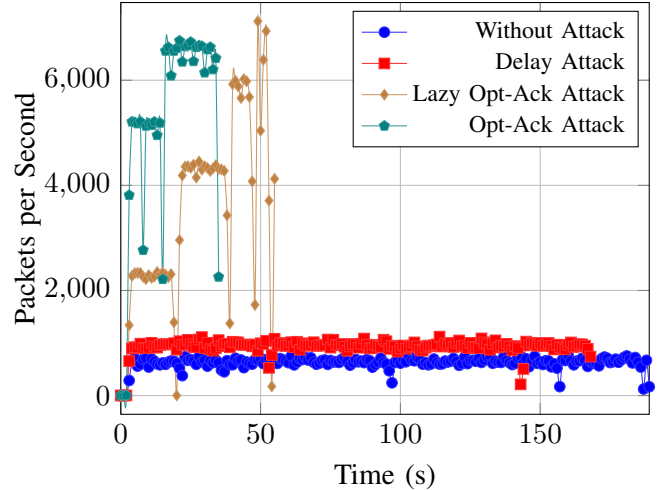 Without Attack
Delay Attack
Lazy Opt-Ack Attack
Opt-Ack Attack
6,000
4,000
2,000
0
Packets per Second
0
50
100
150
Time (s)